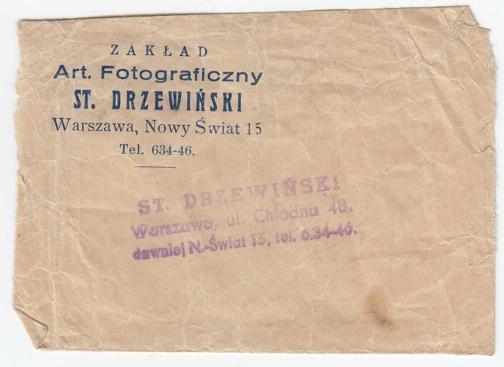 ZAKŁAD
Art. Fotograficzny
ST. DRZEWIŃSKI
Warszawa, Nowy Świat 15
Tel. 634-46.
ST. DRZEWIŃSKI
Warszawa, ul. Chłodna 48.
dawniej N.-Świat 15, tel. 6.34-46.